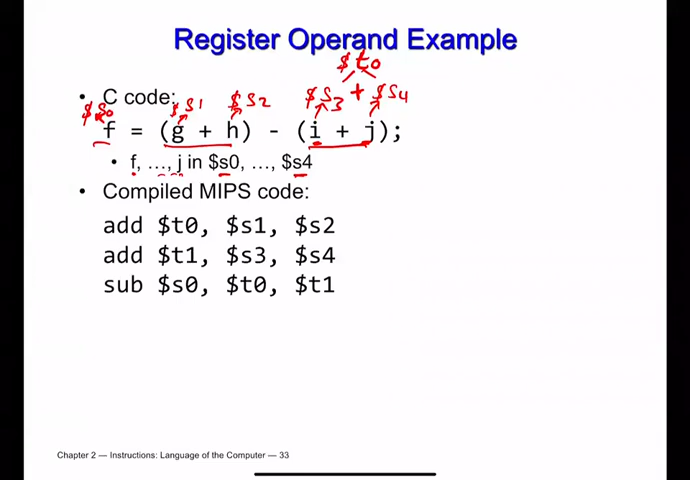 Register Operand Example
$t0
• C code:
$s0 $s1 $s2 $s3 + $s4
f = (g + h) - (i + j);
• f, …, j in $s0, …, $s4
• Compiled MIPS code:
add $t0, $s1, $s2
add $t1, $s3, $s4
sub $s0, $t0, $t1
Chapter 2 — Instructions: Language of the Computer — 33